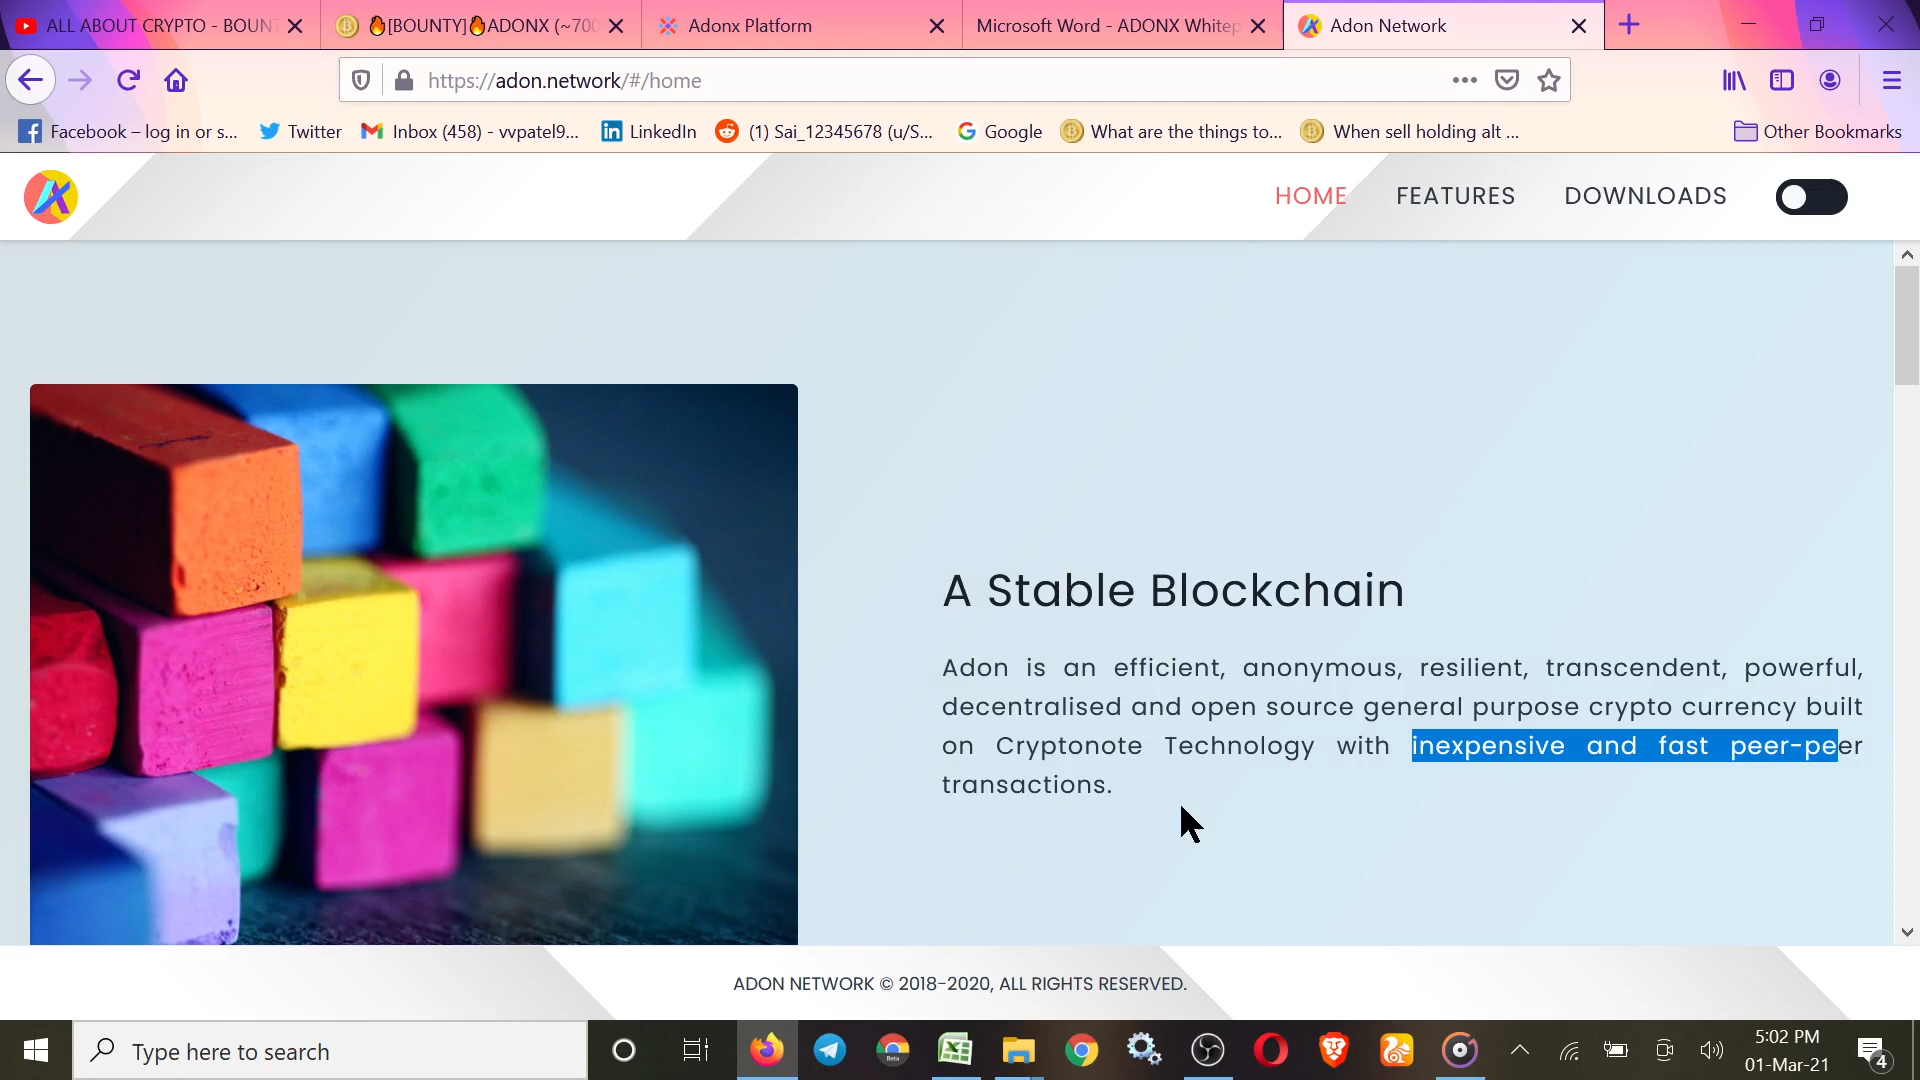 ALL ABOUT CRYPTO - BOUNT
🔥[BOUNTY]🔥ADONX (~700
Adonx Platform
Microsoft Word - ADONX Whitep
Adon Network
https://adon.network/#/home
Facebook – log in or s...
Twitter
Inbox (458) - vvpatel9...
LinkedIn
(1) Sai_12345678 (u/S...
Google
What are the things to...
When sell holding alt ...
Other Bookmarks
HOME
FEATURES
DOWNLOADS
A Stable Blockchain
Adon is an efficient, anonymous, resilient, transcendent, powerful,
decentralised and open source general purpose crypto currency built
on Cryptonote Technology with inexpensive and fast peer-peer
transactions.
ADON NETWORK © 2018-2020, ALL RIGHTS RESERVED.
Type here to search
Beta
5:02 PM
01-Mar-21
4